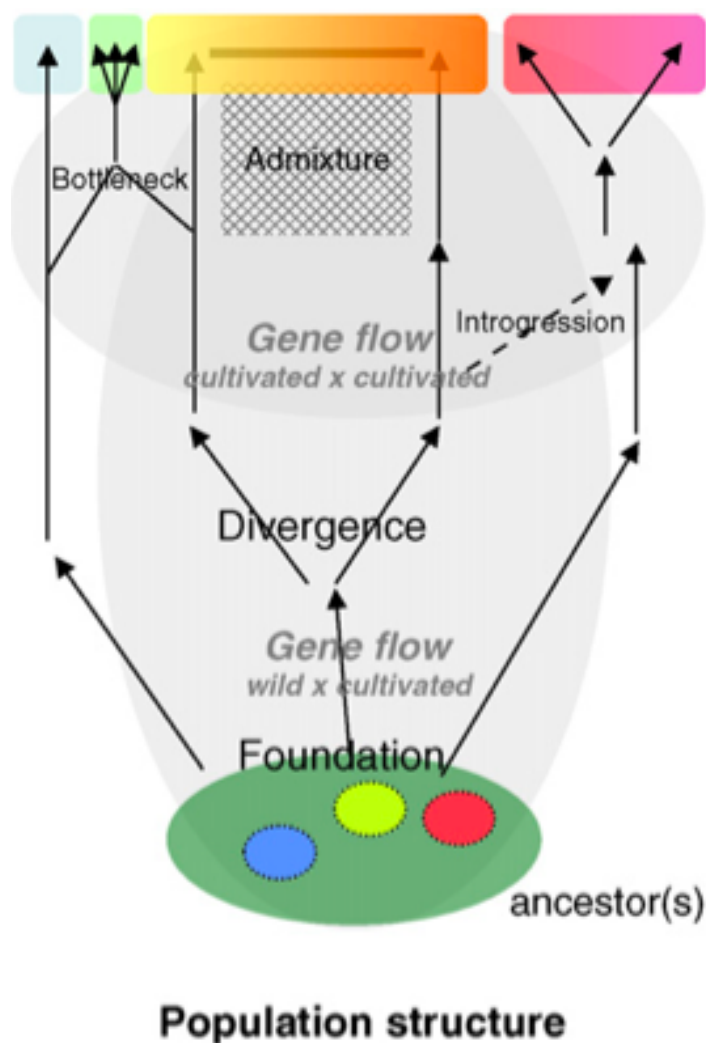 Admixture
Bottleneck
Introgression
Gene flow
cultivated x cultivated
Divergence
Gene flow
wild x cultivated
Foundation
ancestor(s)
Population structure